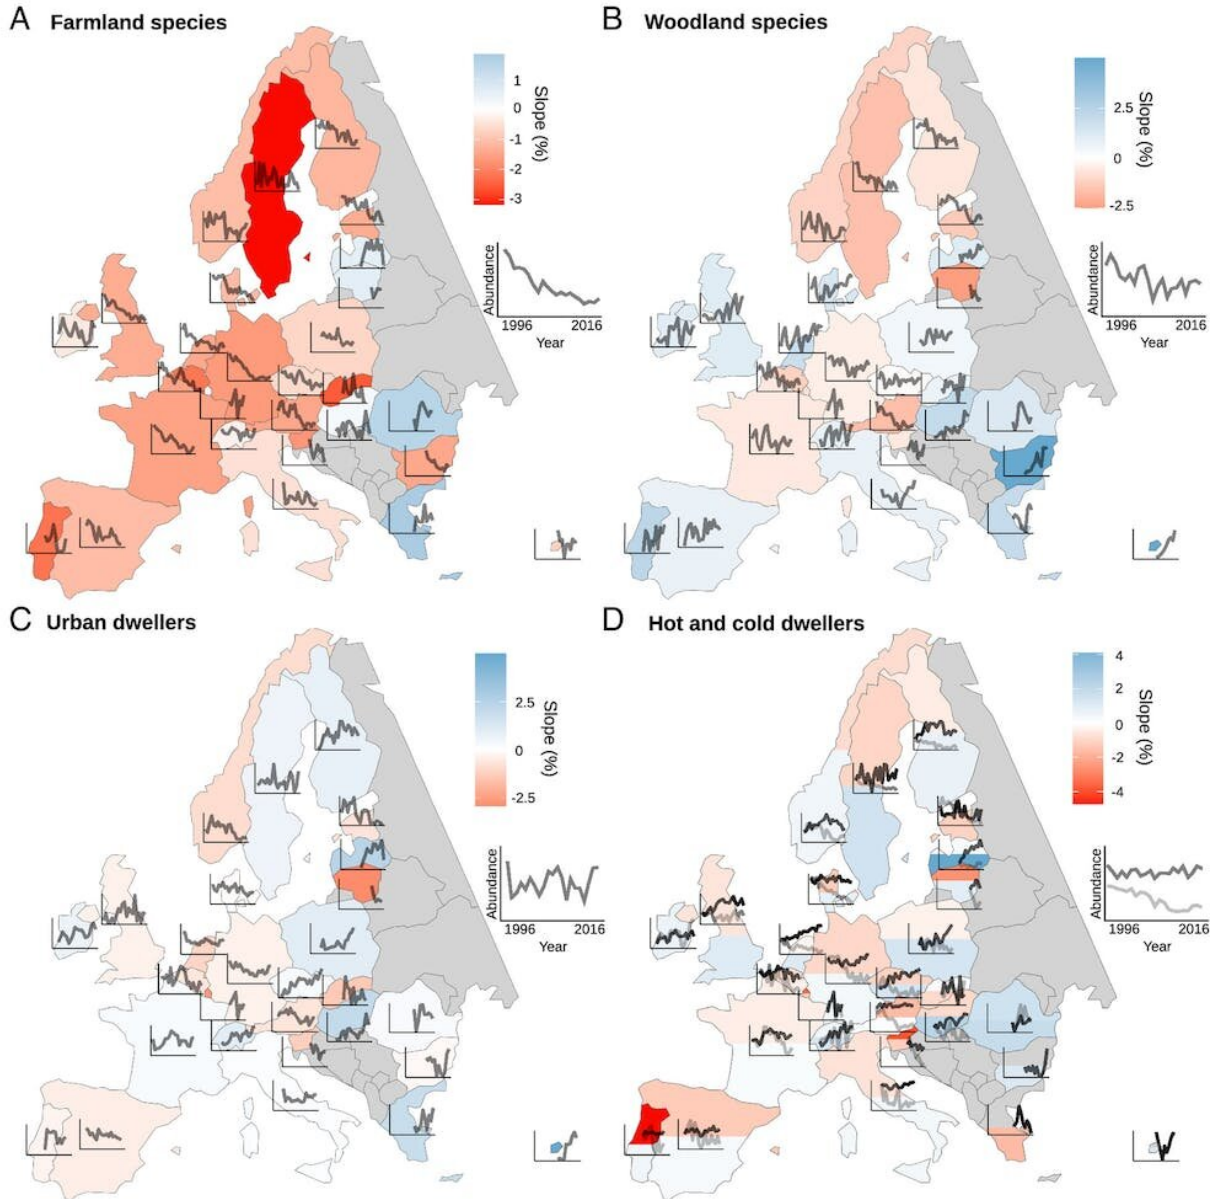 A Farmland species
1
0
-1
-2
-3
Slope (%)
Abundance
1996 2016
Year
B Woodland species
2.5
0
-2.5
Slope (%)
Abundance
1996 2016
Year
C Urban dwellers
2.5
0
-2.5
Slope (%)
Abundance
1996 2016
Year
D Hot and cold dwellers
4
2
0
-2
-4
Slope (%)
Abundance
1996 2016
Year